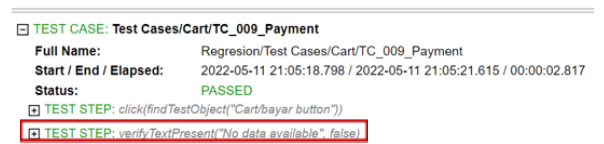 TEST CASE: Test Cases/Cart/TC_009_Payment
Full Name: Regresion/Test Cases/Cart/TC_009_Payment
Start / End / Elapsed: 2022-05-11 21:05:18.798 / 2022-05-11 21:05:21.615 / 00:00:02.817
Status: PASSED
TEST STEP: click(findTestObject("Cart/bayar button"))
TEST STEP: verifyTextPresent("No data available", false)